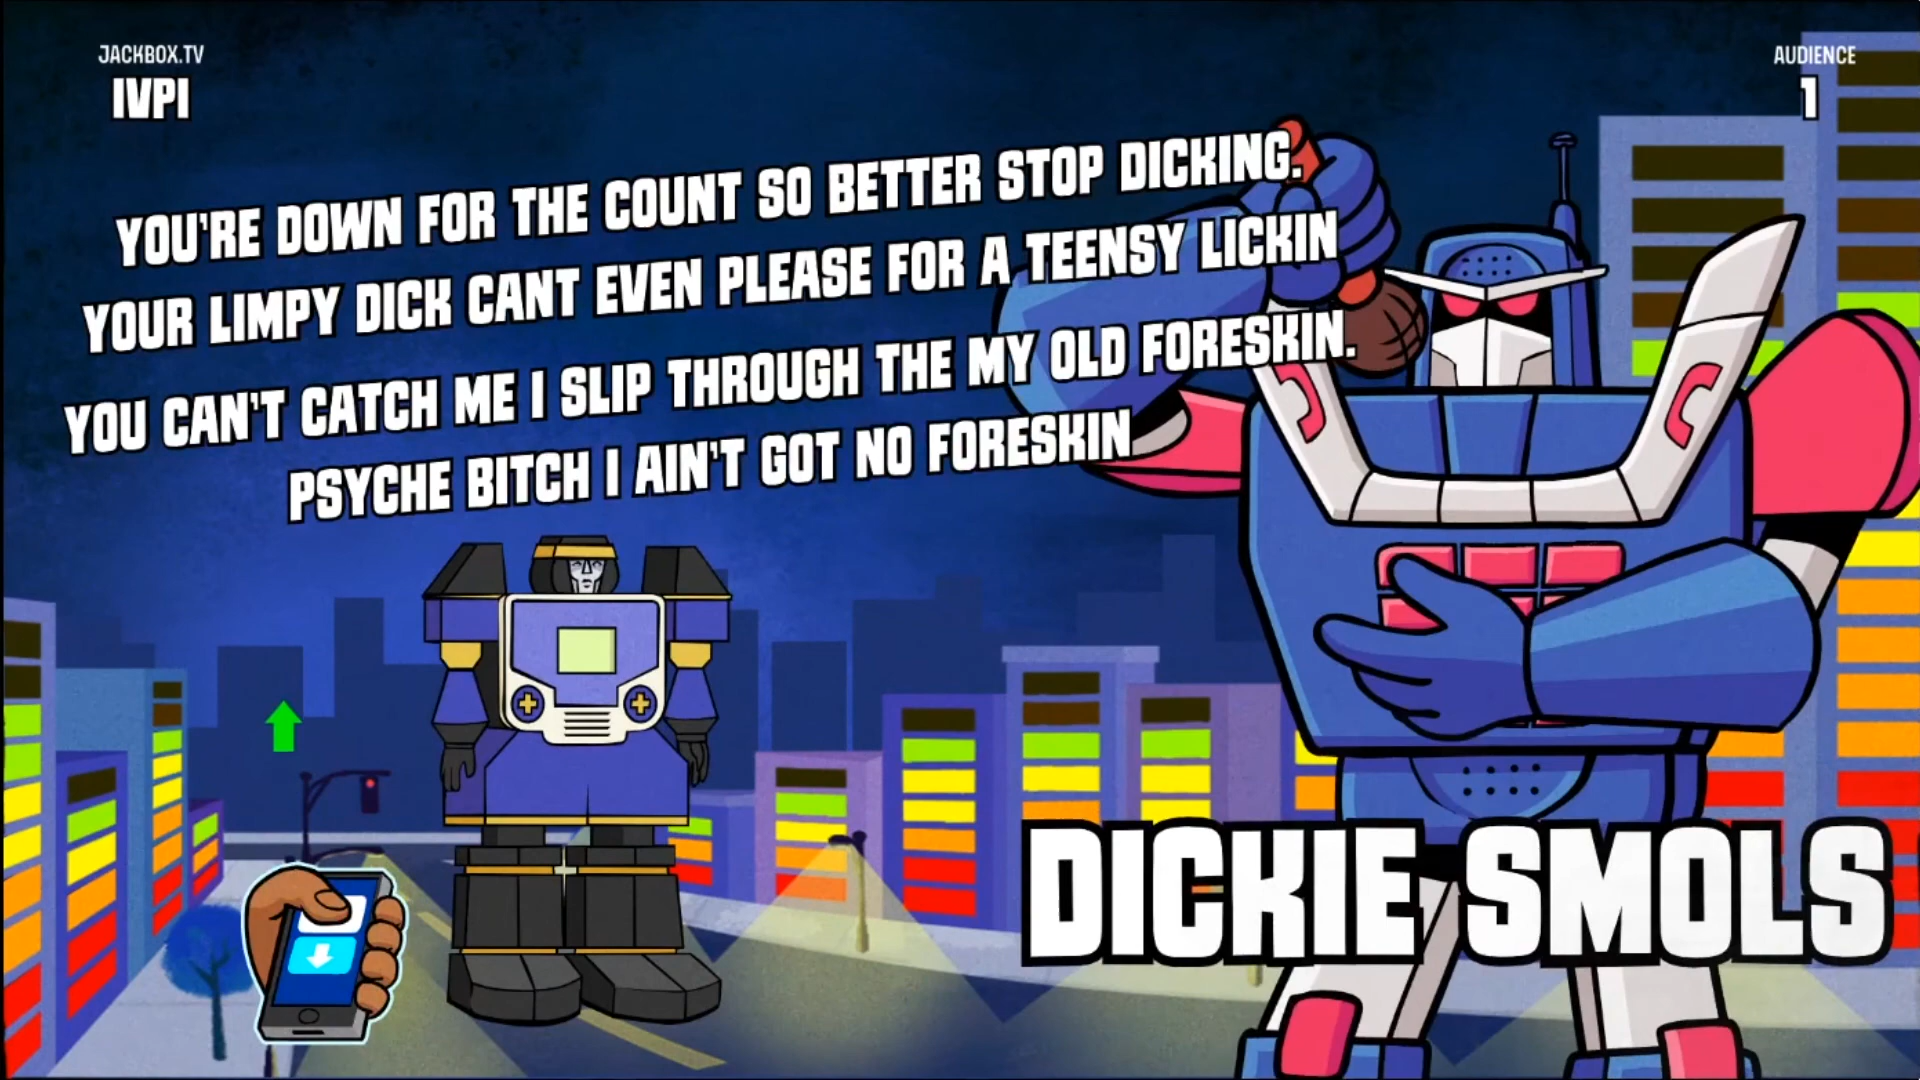 JACKBOX.TV
IVPI
AUDIENCE
1
YOU'RE DOWN FOR THE COUNT SO BETTER STOP DICKING.
YOUR LIMPY DICK CANT EVEN PLEASE FOR A TEENSY LICKIN
YOU CAN'T CATCH ME I SLIP THROUGH THE MY OLD FORESKIN.
PSYCHE BITCH I AIN'T GOT NO FORESKIN
DICKIE SMOLS